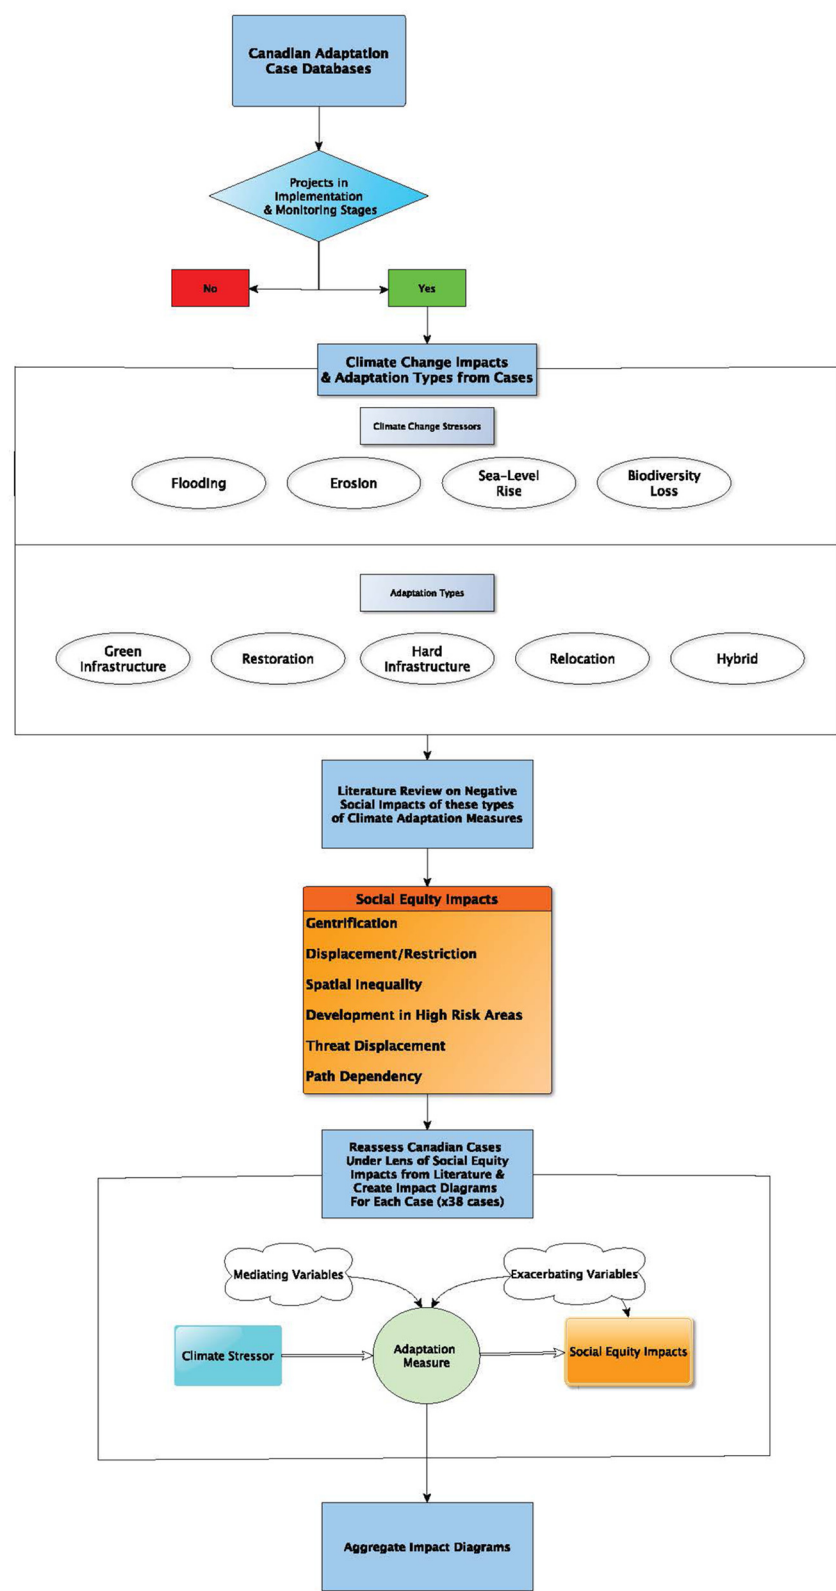 Canadian Adaptation
Case Databases
Projects in
Implementation
& Monitoring Stages
No
Yes
Climate Change Impacts
& Adaptation Types from Cases
Climate Change Stressors
Flooding
Erosion
Sea-Level
Rise
Biodiversity
Loss
Adaptation Types
Green
Infrastructure
Restoration
Hard
Infrastructure
Relocation
Hybrid
Literature Review on Negative
Social Impacts of these types
of Climate Adaptation Measures
Social Equity Impacts
Gentrification
Displacement/Restriction
Spatial Inequality
Development in High Risk Areas
Threat Displacement
Path Dependency
Reassess Canadian Cases
Under Lens of Social Equity
Impacts from Literature &
Create Impact Diagrams
For Each Case (x38 cases)
Mediating Variables
Exacerbating Variables
Climate Stressor
Adaptation
Measure
Social Equity Impacts
Aggregate Impact Diagrams